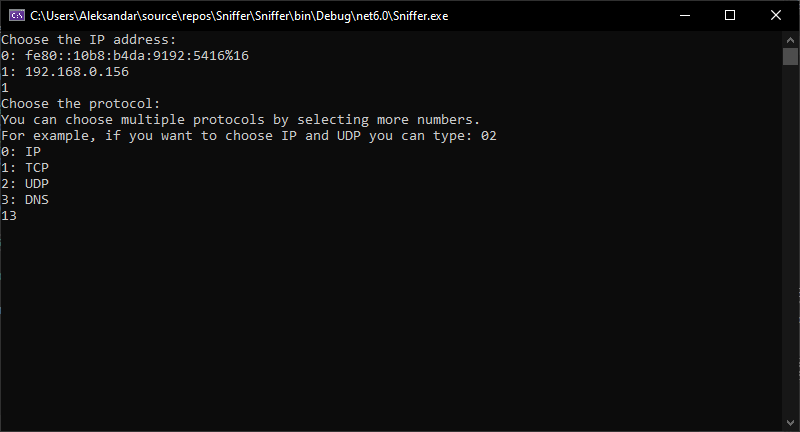 C:\Users\Aleksandar\source\repos\Sniffer\Sniffer\bin\Debug\net6.0\Sniffer.exe
Choose the IP address:
0: fe80::10b8:b4da:9192:5416%16
1: 192.168.0.156
1
Choose the protocol:
You can choose multiple protocols by selecting more numbers.
For example, if you want to choose IP and UDP you can type: 02
0: IP
1: TCP
2: UDP
3: DNS
13